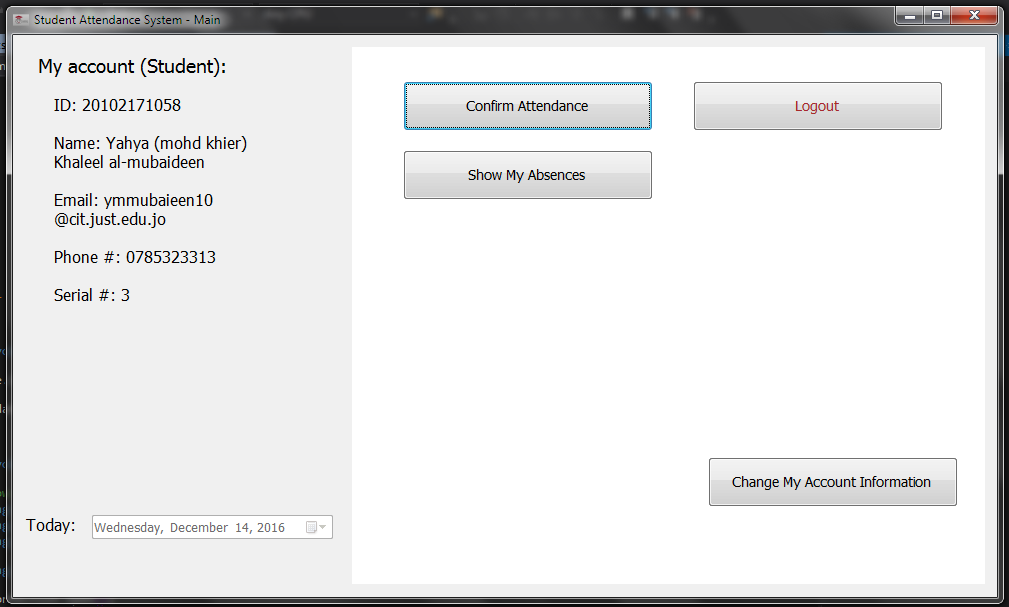 Student Attendance System - Main
My account (Student):
ID: 20102171058
Name: Yahya (mohd khier)
Khaleel al-mubaideen
Email: ymmubaieen10
@cit.just.edu.jo
Phone #: 0785323313
Serial #: 3
Confirm Attendance
Logout
Show My Absences
Change My Account Information
Today:
Wednesday, December 14, 2016